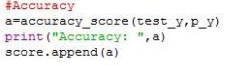 #Accuracy
a=accuracy_score(test_y,p_y)
print("Accuracy: ",a)
score.append(a)